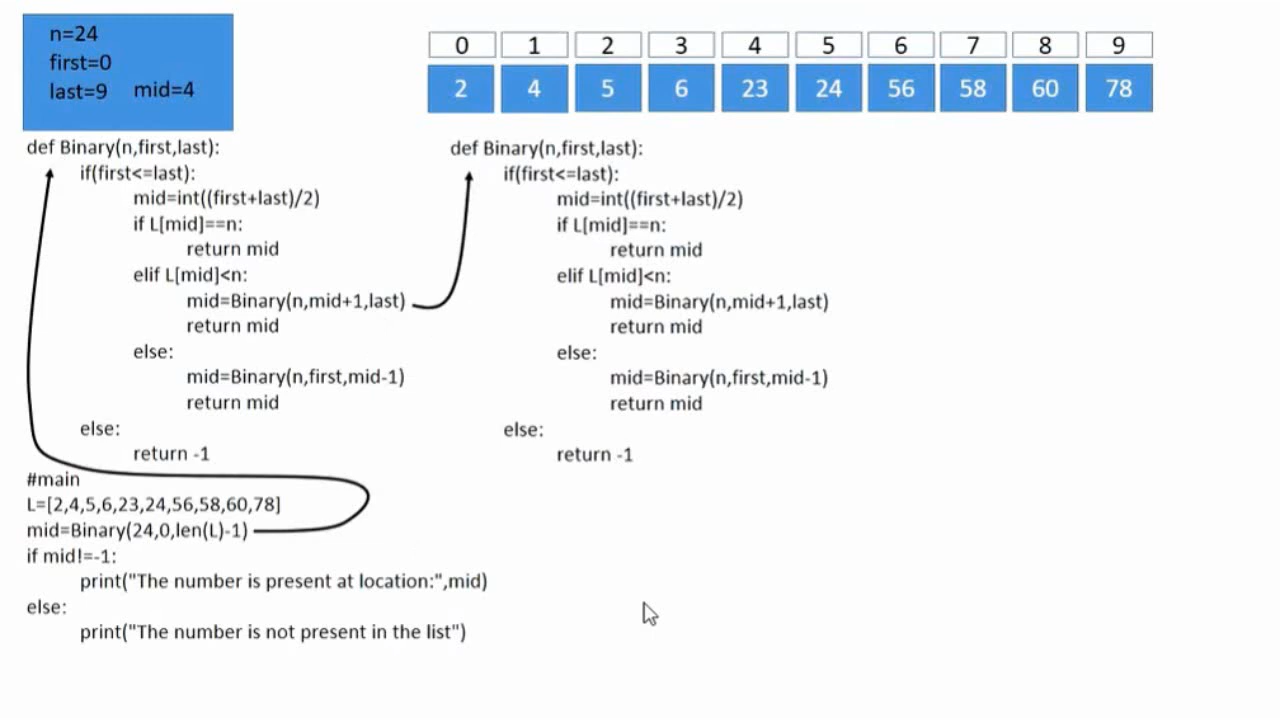 n=24
first=0
last=9 mid=4
0 1 2 3 4 5 6 7 8 9
2 4 5 6 23 24 56 58 60 78
def Binary(n,first,last):
if(first<=last):
mid=int((first+last)/2)
if L[mid]==n:
return mid
elif L[mid]<n:
mid=Binary(n,mid+1,last)
return mid
else:
mid=Binary(n,first,mid-1)
return mid
else:
return -1
#main
L=[2,4,5,6,23,24,56,58,60,78]
mid=Binary(24,0,len(L)-1)
if mid!=-1:
print("The number is present at location:",mid)
else:
print("The number is not present in the list")
def Binary(n,first,last):
if(first<=last):
mid=int((first+last)/2)
if L[mid]==n:
return mid
elif L[mid]<n:
mid=Binary(n,mid+1,last)
return mid
else:
mid=Binary(n,first,mid-1)
return mid
else:
return -1